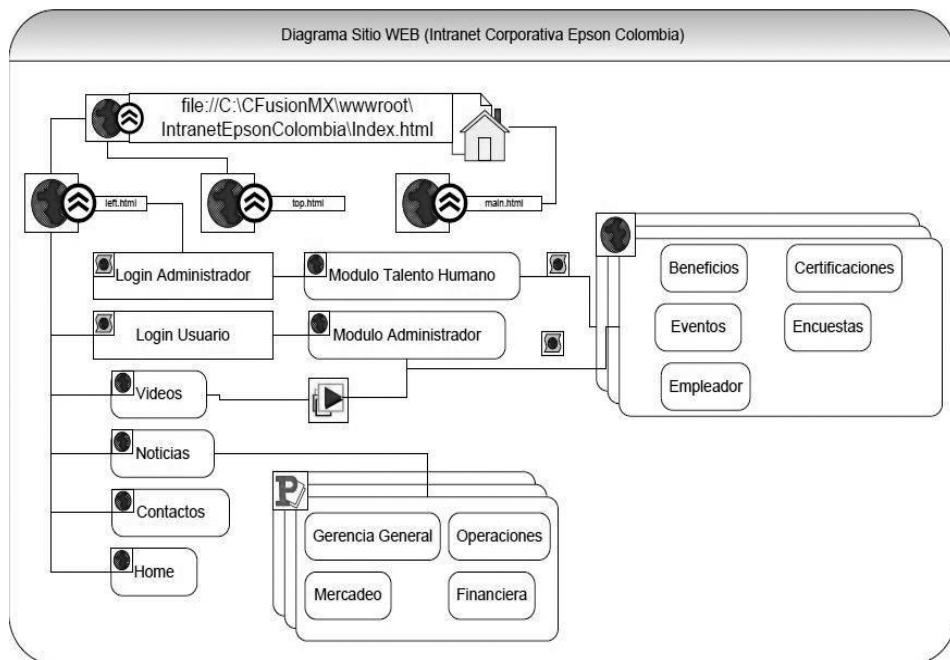 Diagrama Sitio WEB (Intranet Corporativa Epson Colombia)
file://C:\CFusionMX\wwwroot\
IntranetEpsonColombia\Index.html
left.html
top.html
main.html
Login Administrador
Modulo Talento Humano
Beneficios
Certificaciones
Login Usuario
Modulo Administrador
Eventos
Encuestas
Empleador
Videos
Noticias
P
Contactos
Gerencia General
Operaciones
Home
Mercadeo
Financiera